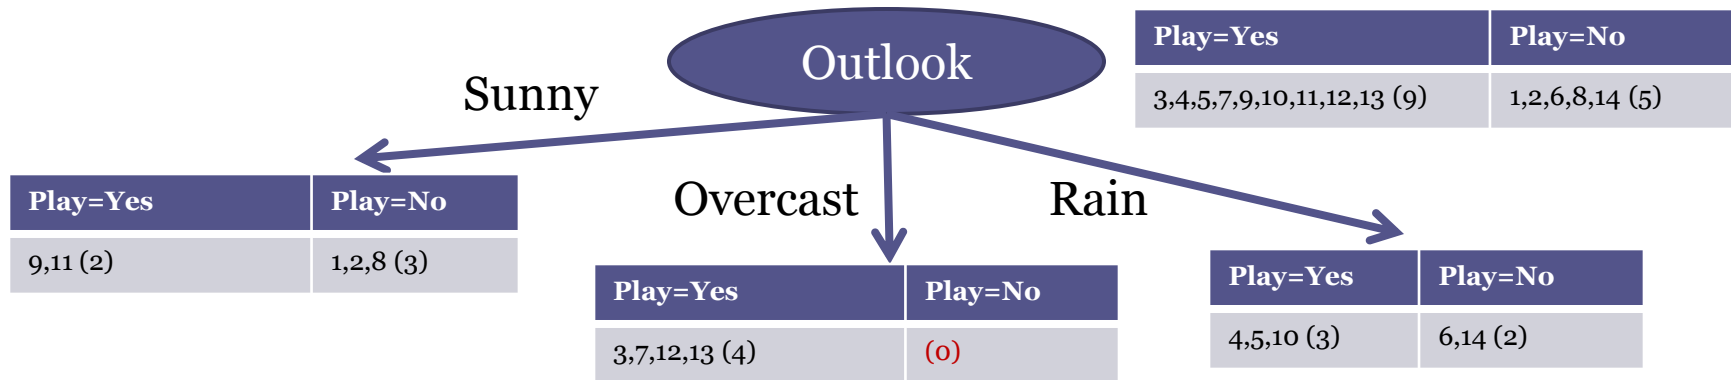 Outlook
Play=Yes Play=No
3,4,5,7,9,10,11,12,13 (9) 1,2,6,8,14 (5)
Sunny
Overcast
Rain
Play=Yes Play=No
9,11 (2) 1,2,8 (3)
Play=Yes Play=No
3,7,12,13 (4) (0)
Play=Yes Play=No
4,5,10 (3) 6,14 (2)